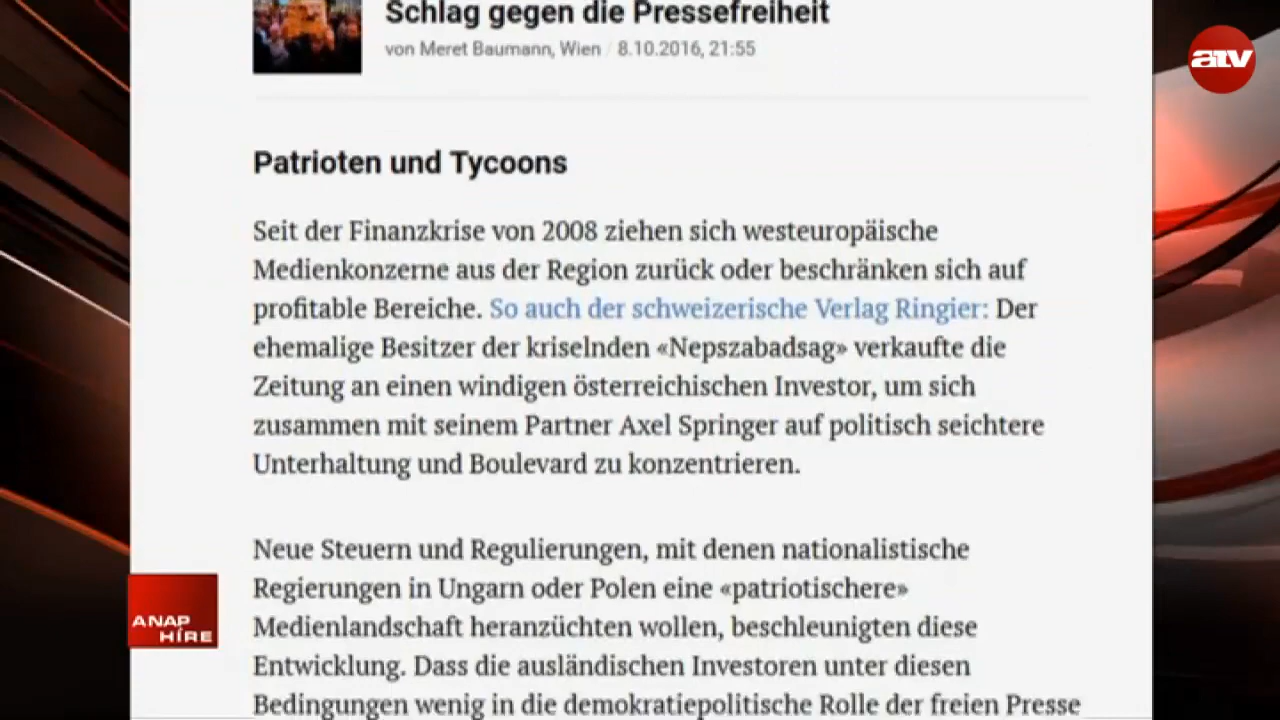 Schlag gegen die Pressefreiheit
von Meret Baumann, Wien / 8.10.2016, 21:55
atv
Patrioten und Tycoons
Seit der Finanzkrise von 2008 ziehen sich westeuropäische
Medienkonzerne aus der Region zurück oder beschränken sich auf
profitable Bereiche. So auch der schweizerische Verlag Ringier: Der
ehemalige Besitzer der kriselnden «Nepszabadsag» verkaufte die
Zeitung an einen windigen österreichischen Investor, um sich
zusammen mit seinem Partner Axel Springer auf politisch seichtere
Unterhaltung und Boulevard zu konzentrieren.
Neue Steuern und Regulierungen, mit denen nationalistische
Regierungen in Ungarn oder Polen eine «patriotischere»
Medienlandschaft heranzüchten wollen, beschleunigten diese
Entwicklung. Dass die ausländischen Investoren unter diesen
Bedingungen wenig in die demokratiepolitische Rolle der freien Presse
A NAP
HÍRE